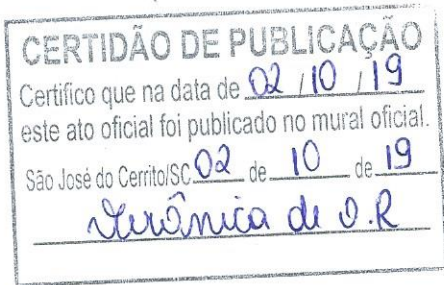 CERTIDÃO DE PUBLICAÇÃO
Certifico que na data de 02 / 10 / 19
este ato oficial foi publicado no mural oficial.
São José do Cerrito/SC 02 de 10 de 19
Verônica de O.R